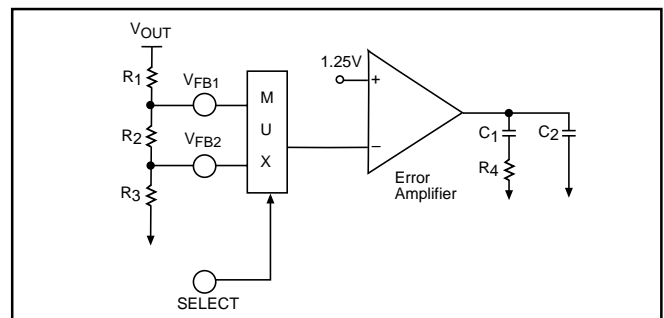 VOUT
R1
VFB1
R2
VFB2
R3
M
U
X
SELECT
1.25V
+
–
Error
Amplifier
C1
R4
C2